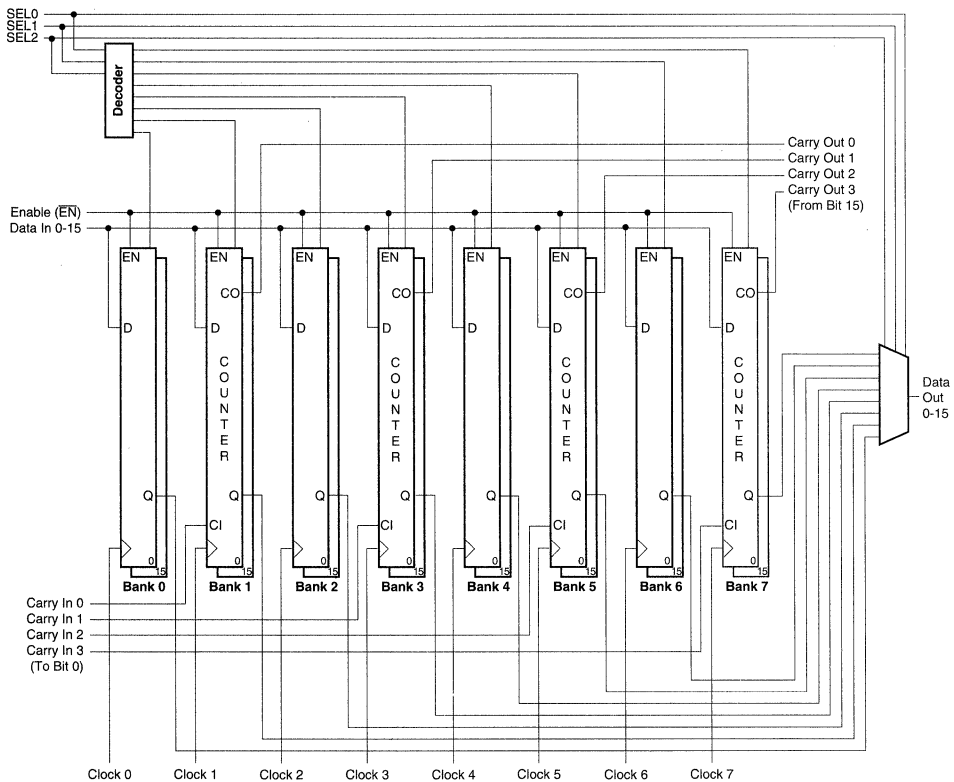 SEL0
SEL1
SEL2
Decoder
Carry Out 0
Carry Out 1
Carry Out 2
Carry Out 3
(From Bit 15)
Enable (E̅N̅)
Data In 0-15
EN EN EN EN EN EN EN EN
CO CO CO CO
D D D D D D D D
COUNTER COUNTER COUNTER COUNTER
Data
Out
0-15
Q Q Q Q Q Q Q Q
CI CI CI CI
0 0 0 0 0 0 0 0
15 15 15 15 15 15 15 15
Bank 0 Bank 1 Bank 2 Bank 3 Bank 4 Bank 5 Bank 6 Bank 7
Carry In 0
Carry In 1
Carry In 2
Carry In 3
(To Bit 0)
Clock 0 Clock 1 Clock 2 Clock 3 Clock 4 Clock 5 Clock 6 Clock 7